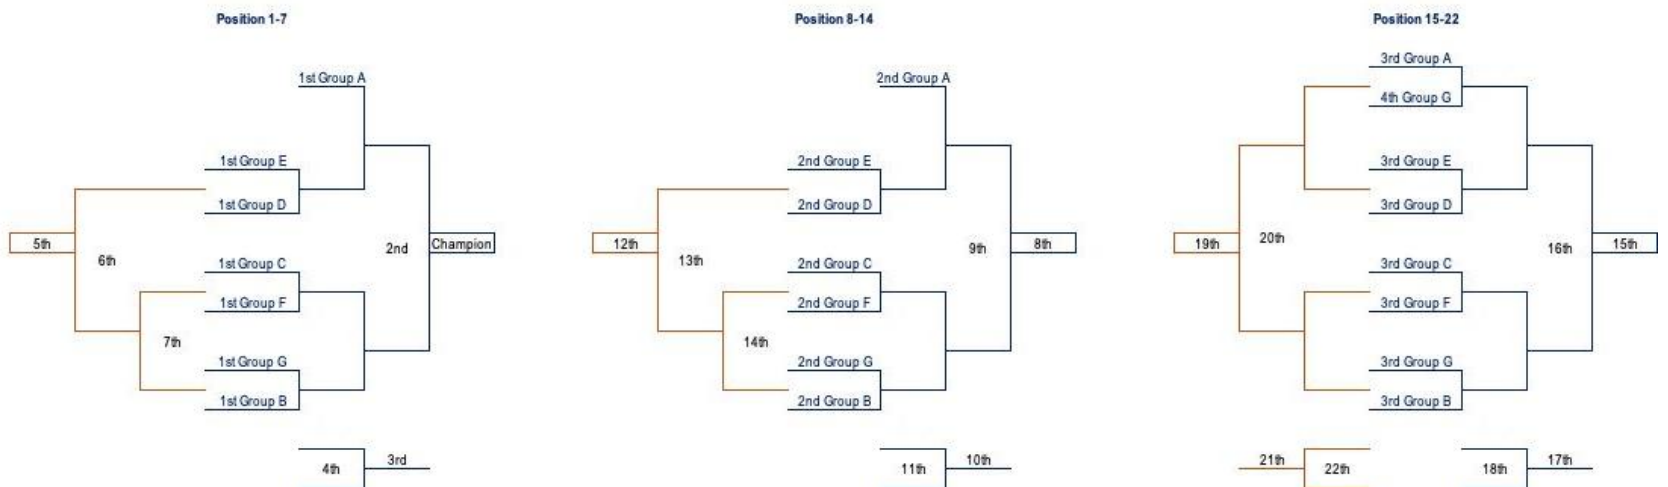 Position 1-7
1st Group A
1st Group E
1st Group D
5th
6th
2nd
Champion
1st Group C
1st Group F
7th
1st Group G
1st Group B
4th
3rd
Position 8-14
2nd Group A
2nd Group E
2nd Group D
12th
13th
9th
8th
2nd Group C
2nd Group F
14th
2nd Group G
2nd Group B
11th
10th
Position 15-22
3rd Group A
4th Group G
3rd Group E
3rd Group D
19th
20th
16th
15th
3rd Group C
3rd Group F
3rd Group G
3rd Group B
21th
22th
18th
17th